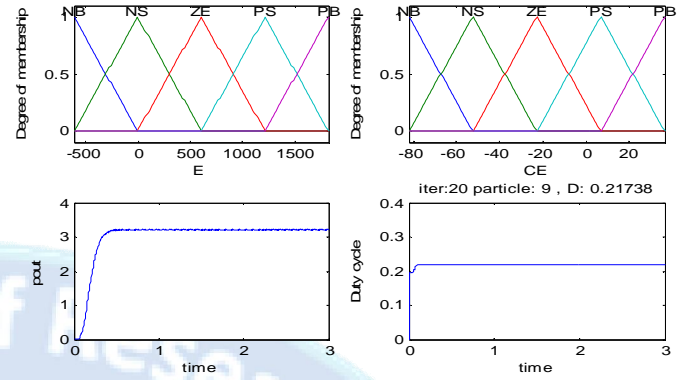 NB NS ZE PS PB
1
0.5
0
Degree of membership
-500 0 500 1000 1500
E
NB NS ZE PS PB
1
0.5
0
Degree of membership
-80 -60 -40 -20 0 20
CE
4
3
2
1
0
pout
0 1 2 3
time
iter:20 particle: 9 , D: 0.21738
0.4
0.3
0.2
0.1
0
Duty cycle
0 1 2 3
time
of Resea